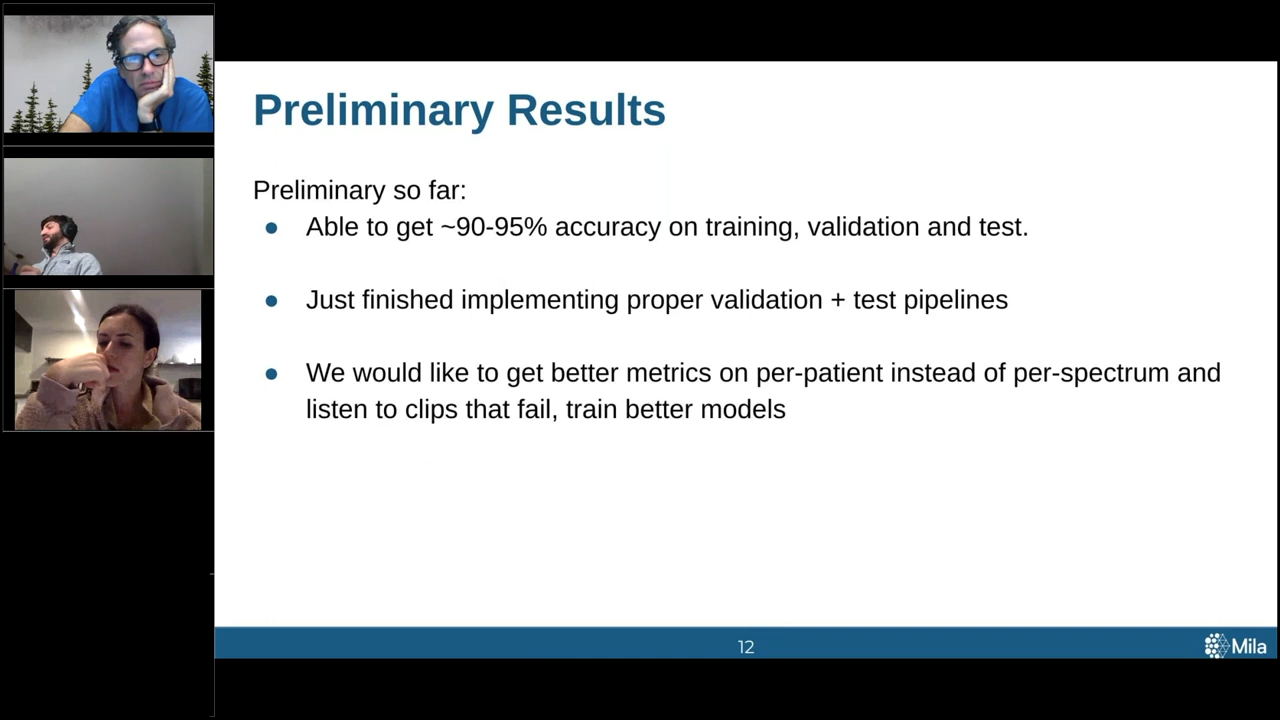 Preliminary Results
Preliminary so far:
● Able to get ~90-95% accuracy on training, validation and test.
● Just finished implementing proper validation + test pipelines
● We would like to get better metrics on per-patient instead of per-spectrum and
listen to clips that fail, train better models
12
Mila